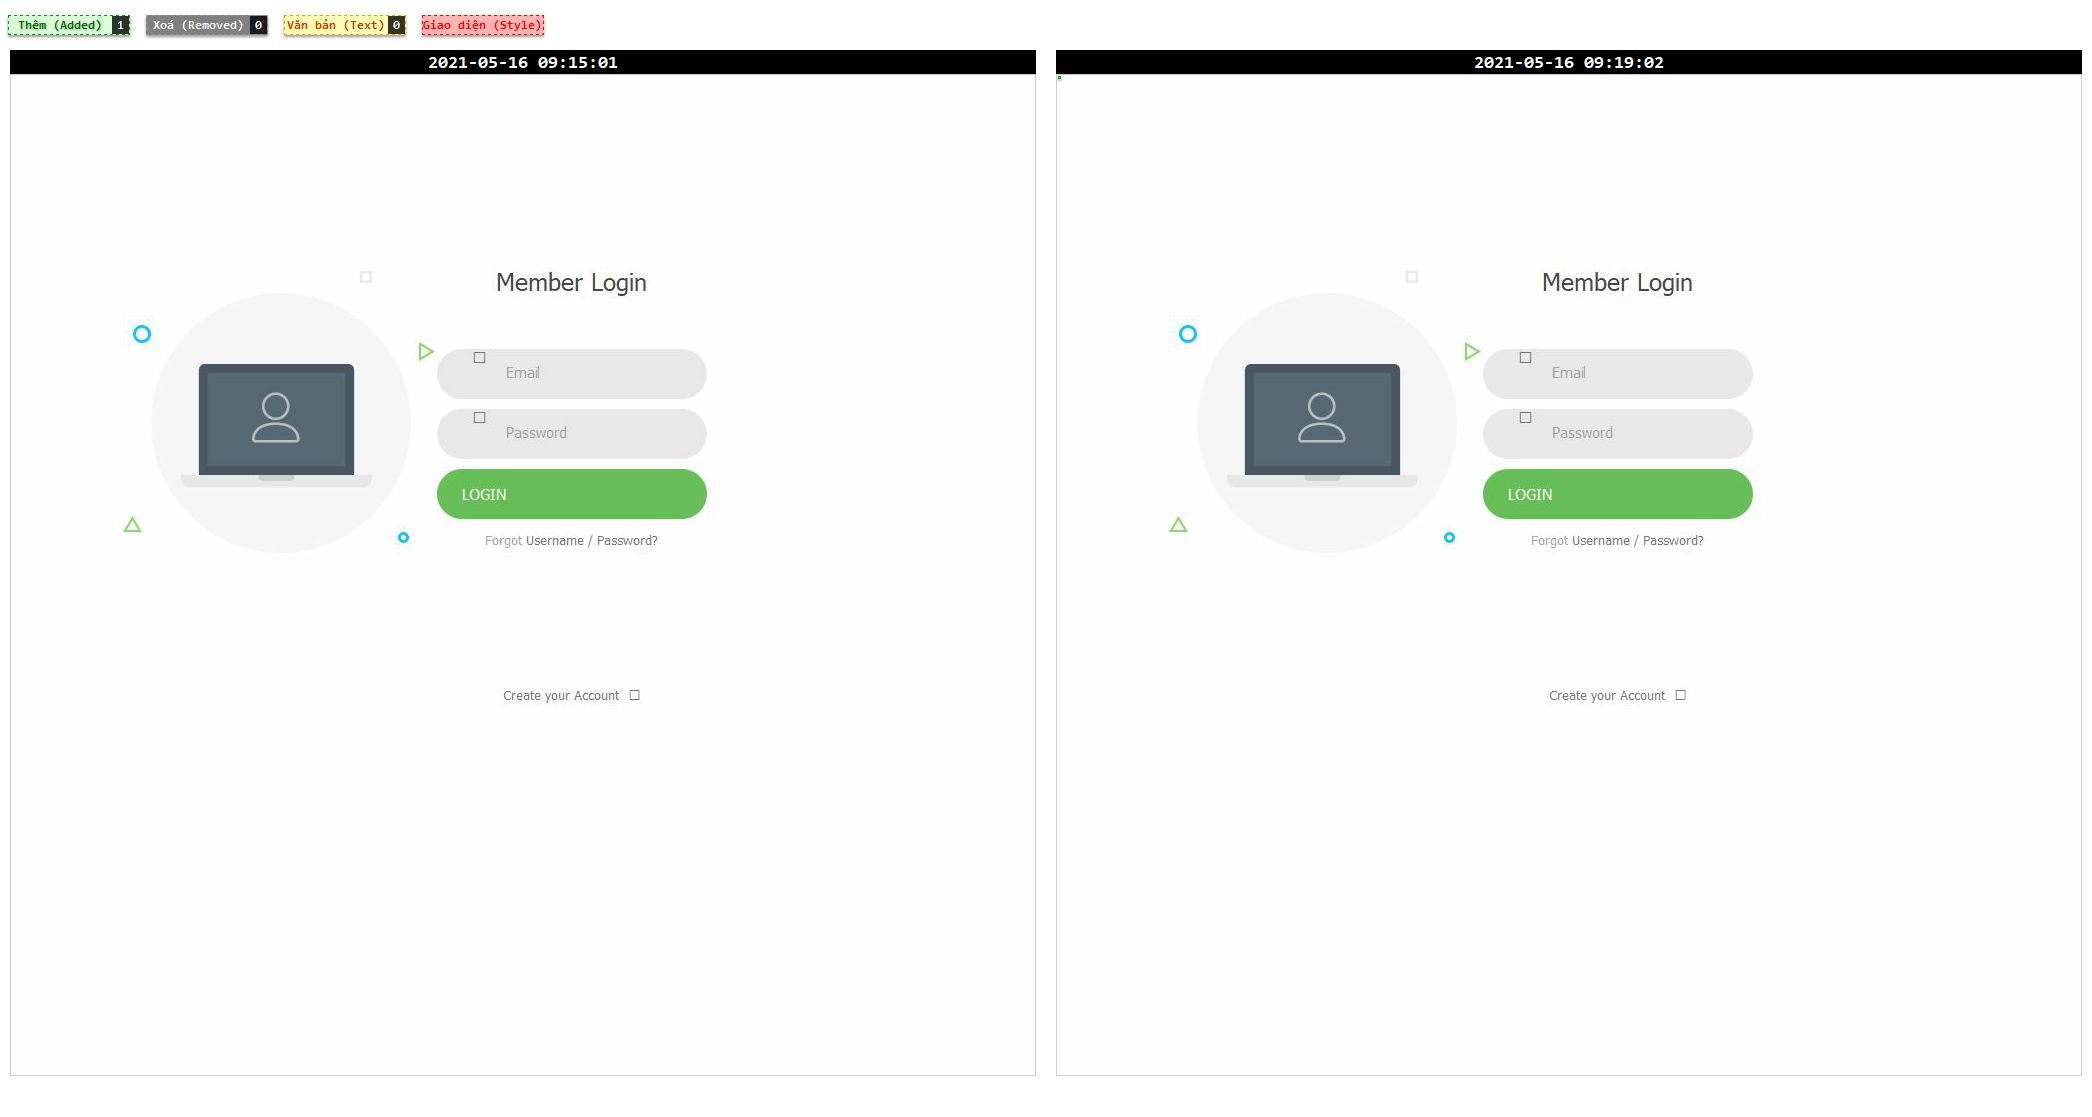 Thêm (Added) 1 Xoá (Removed) 0 Văn bản (Text) 0 Giao diện (Style)
2021-05-16 09:15:01
Member Login
Email
Password
LOGIN
Forgot Username / Password?
Create your Account
2021-05-16 09:19:02
Member Login
Email
Password
LOGIN
Forgot Username / Password?
Create your Account